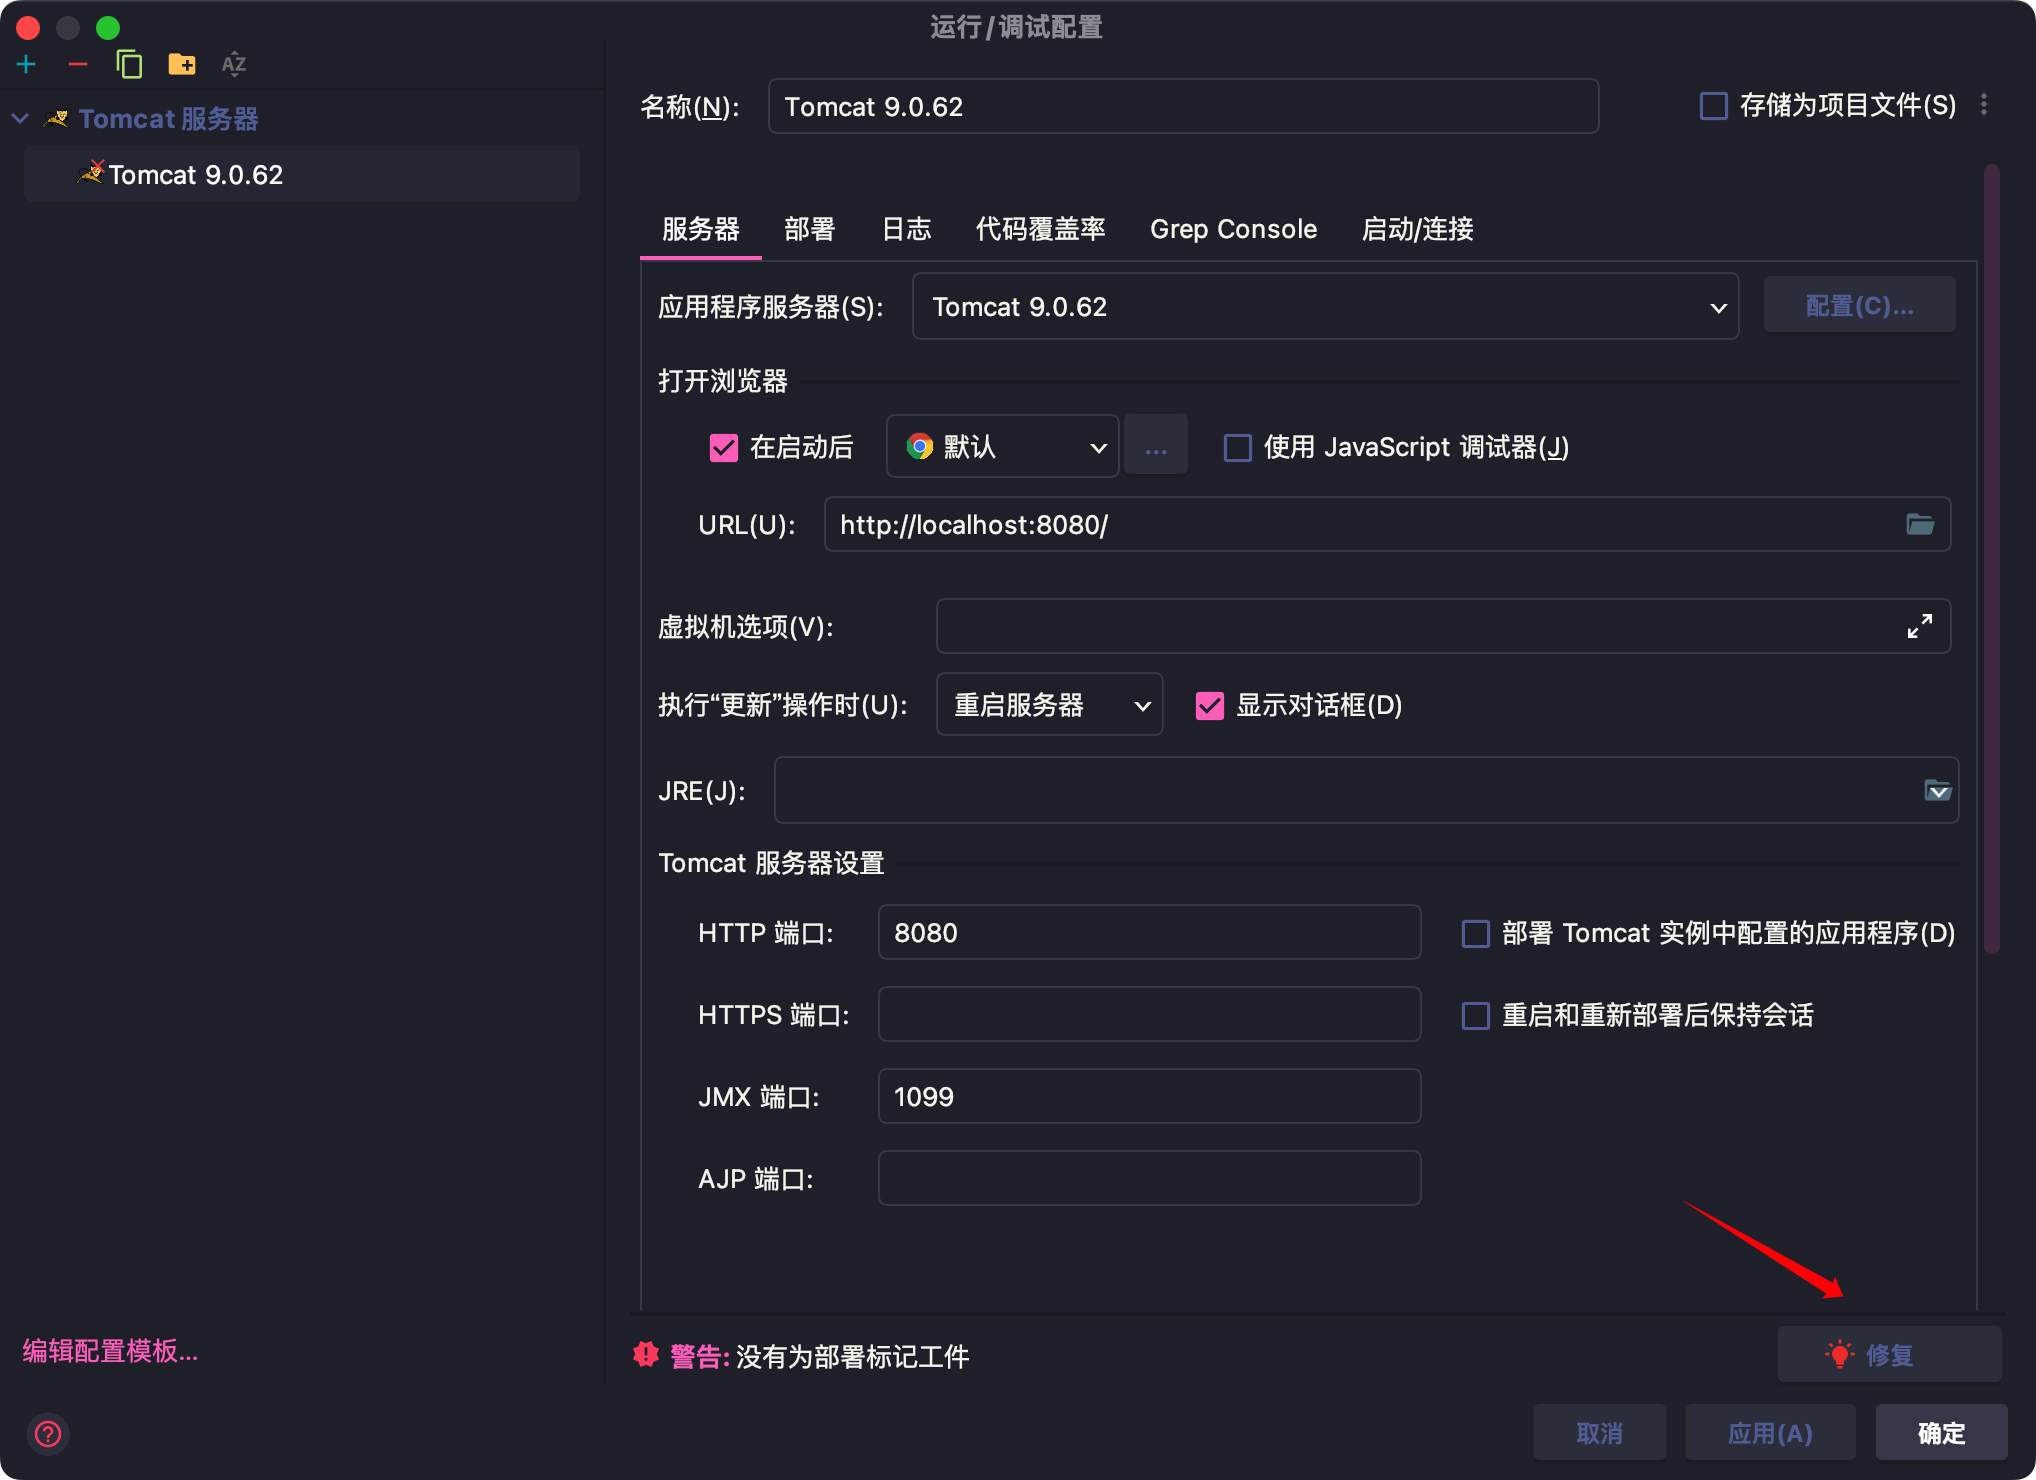 运行/调试配置
AZ
Tomcat 服务器
Tomcat 9.0.62
编辑配置模板...
名称(N):
Tomcat 9.0.62
存储为项目文件(S)
服务器 部署 日志 代码覆盖率 Grep Console 启动/连接
应用程序服务器(S): Tomcat 9.0.62 配置(C)...
打开浏览器
在启动后 默认 ... 使用 JavaScript 调试器(J)
URL(U): http://localhost:8080/
虚拟机选项(V):
执行“更新”操作时(U): 重启服务器 显示对话框(D)
JRE(J):
Tomcat 服务器设置
HTTP 端口: 8080 部署 Tomcat 实例中配置的应用程序(D)
HTTPS 端口: 重启和重新部署后保持会话
JMX 端口: 1099
AJP 端口:
警告: 没有为部署标记工件 修复
取消 应用(A) 确定